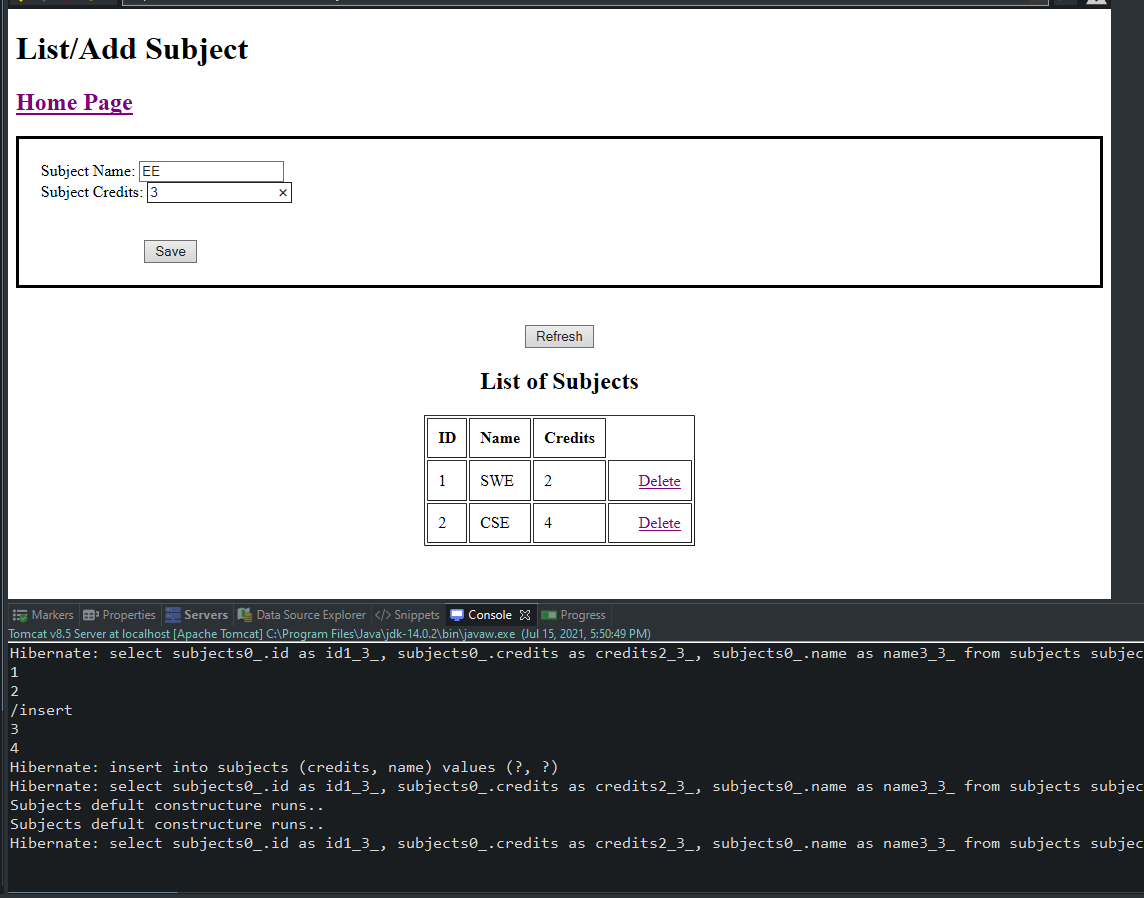 List/Add Subject
Home Page
Subject Name: EE
Subject Credits: 3 ×
Save
Refresh
List of Subjects
ID Name Credits
1 SWE 2 Delete
2 CSE 4 Delete
Markers Properties Servers Data Source Explorer </> Snippets Console Progress
Tomcat v8.5 Server at localhost [Apache Tomcat] C:\Program Files\Java\jdk-14.0.2\bin\javaw.exe (Jul 15, 2021, 5:50:49 PM)
Hibernate: select subjects0_.id as id1_3_, subjects0_.credits as credits2_3_, subjects0_.name as name3_3_ from subjects subjec
1
2
/insert
3
4
Hibernate: insert into subjects (credits, name) values (?, ?)
Hibernate: select subjects0_.id as id1_3_, subjects0_.credits as credits2_3_, subjects0_.name as name3_3_ from subjects subjec
Subjects defult constructure runs..
Subjects defult constructure runs..
Hibernate: select subjects0_.id as id1_3_, subjects0_.credits as credits2_3_, subjects0_.name as name3_3_ from subjects subjec